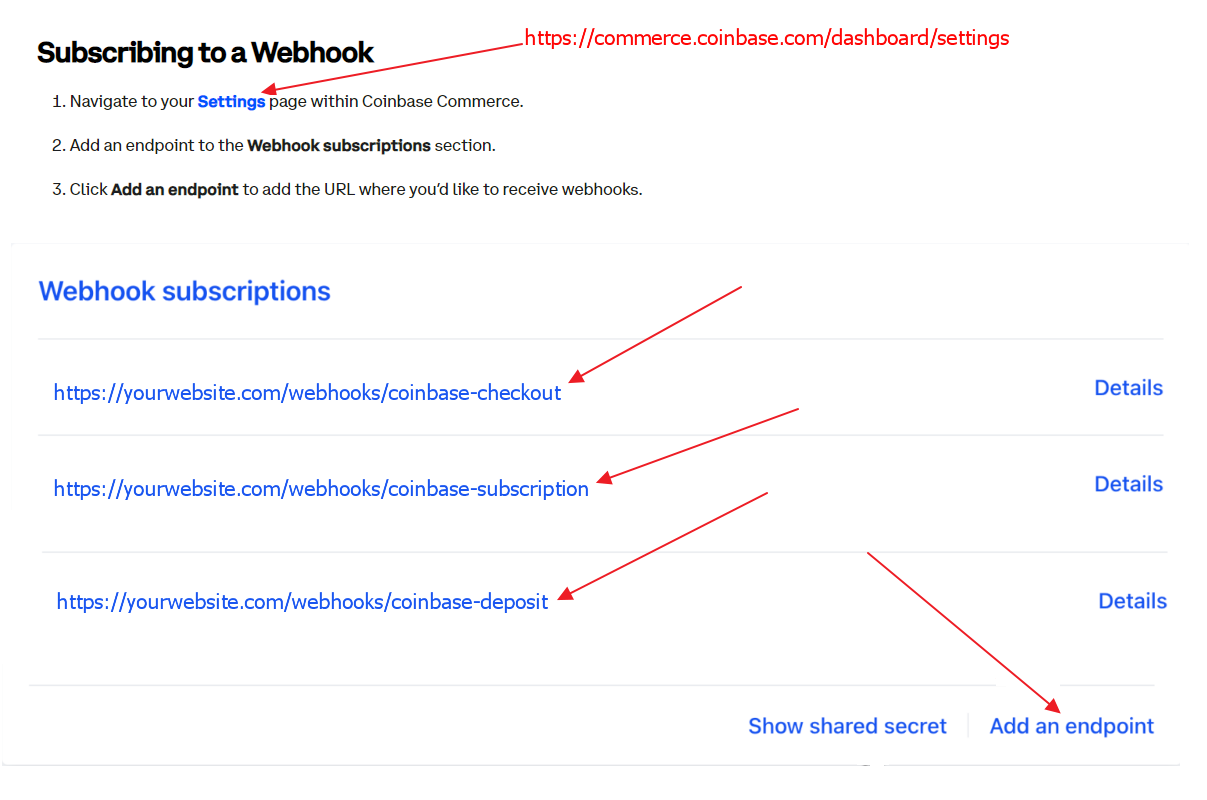 https://commerce.coinbase.com/dashboard/settings
Subscribing to a Webhook
1. Navigate to your Settings page within Coinbase Commerce.
2. Add an endpoint to the Webhook subscriptions section.
3. Click Add an endpoint to add the URL where you’d like to receive webhooks.
Webhook subscriptions
https://yourwebsite.com/webhooks/coinbase-checkout Details
https://yourwebsite.com/webhooks/coinbase-subscription Details
https://yourwebsite.com/webhooks/coinbase-deposit Details
Show shared secret Add an endpoint